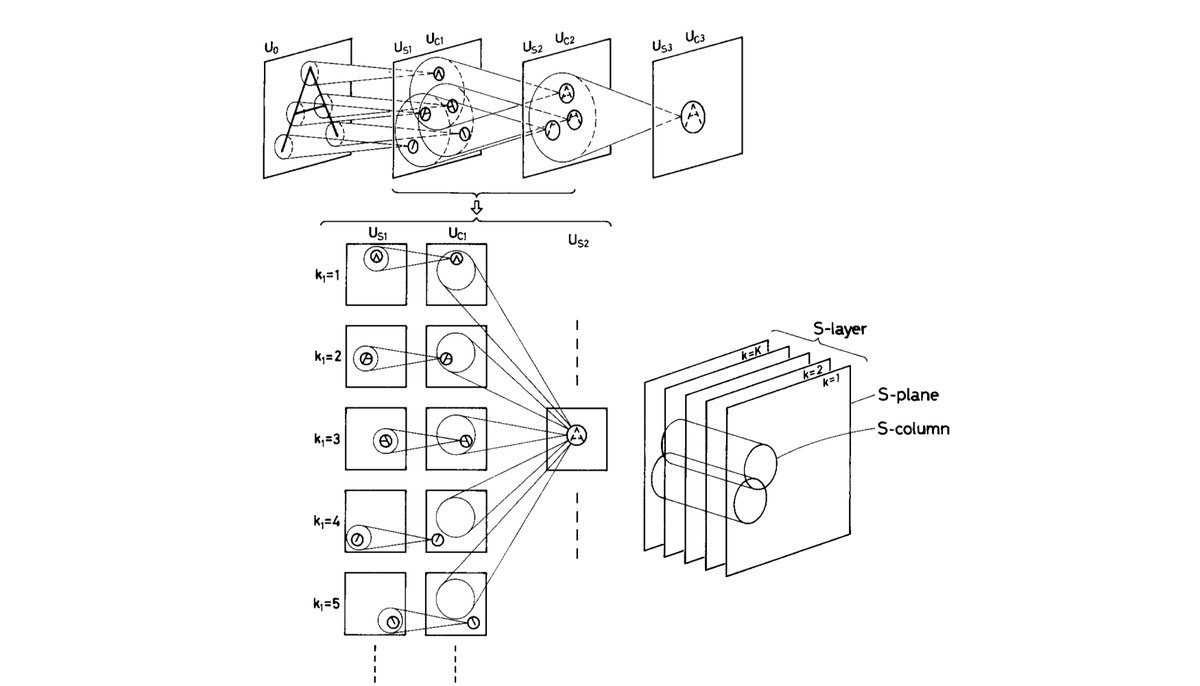 U0
US1 UC1
US2 UC2
US3 UC3
US1 UC1 US2
k1=1
k1=2
k1=3
k1=4
k1=5
S-layer
k=K
k=2
k=1
S-plane
S-column